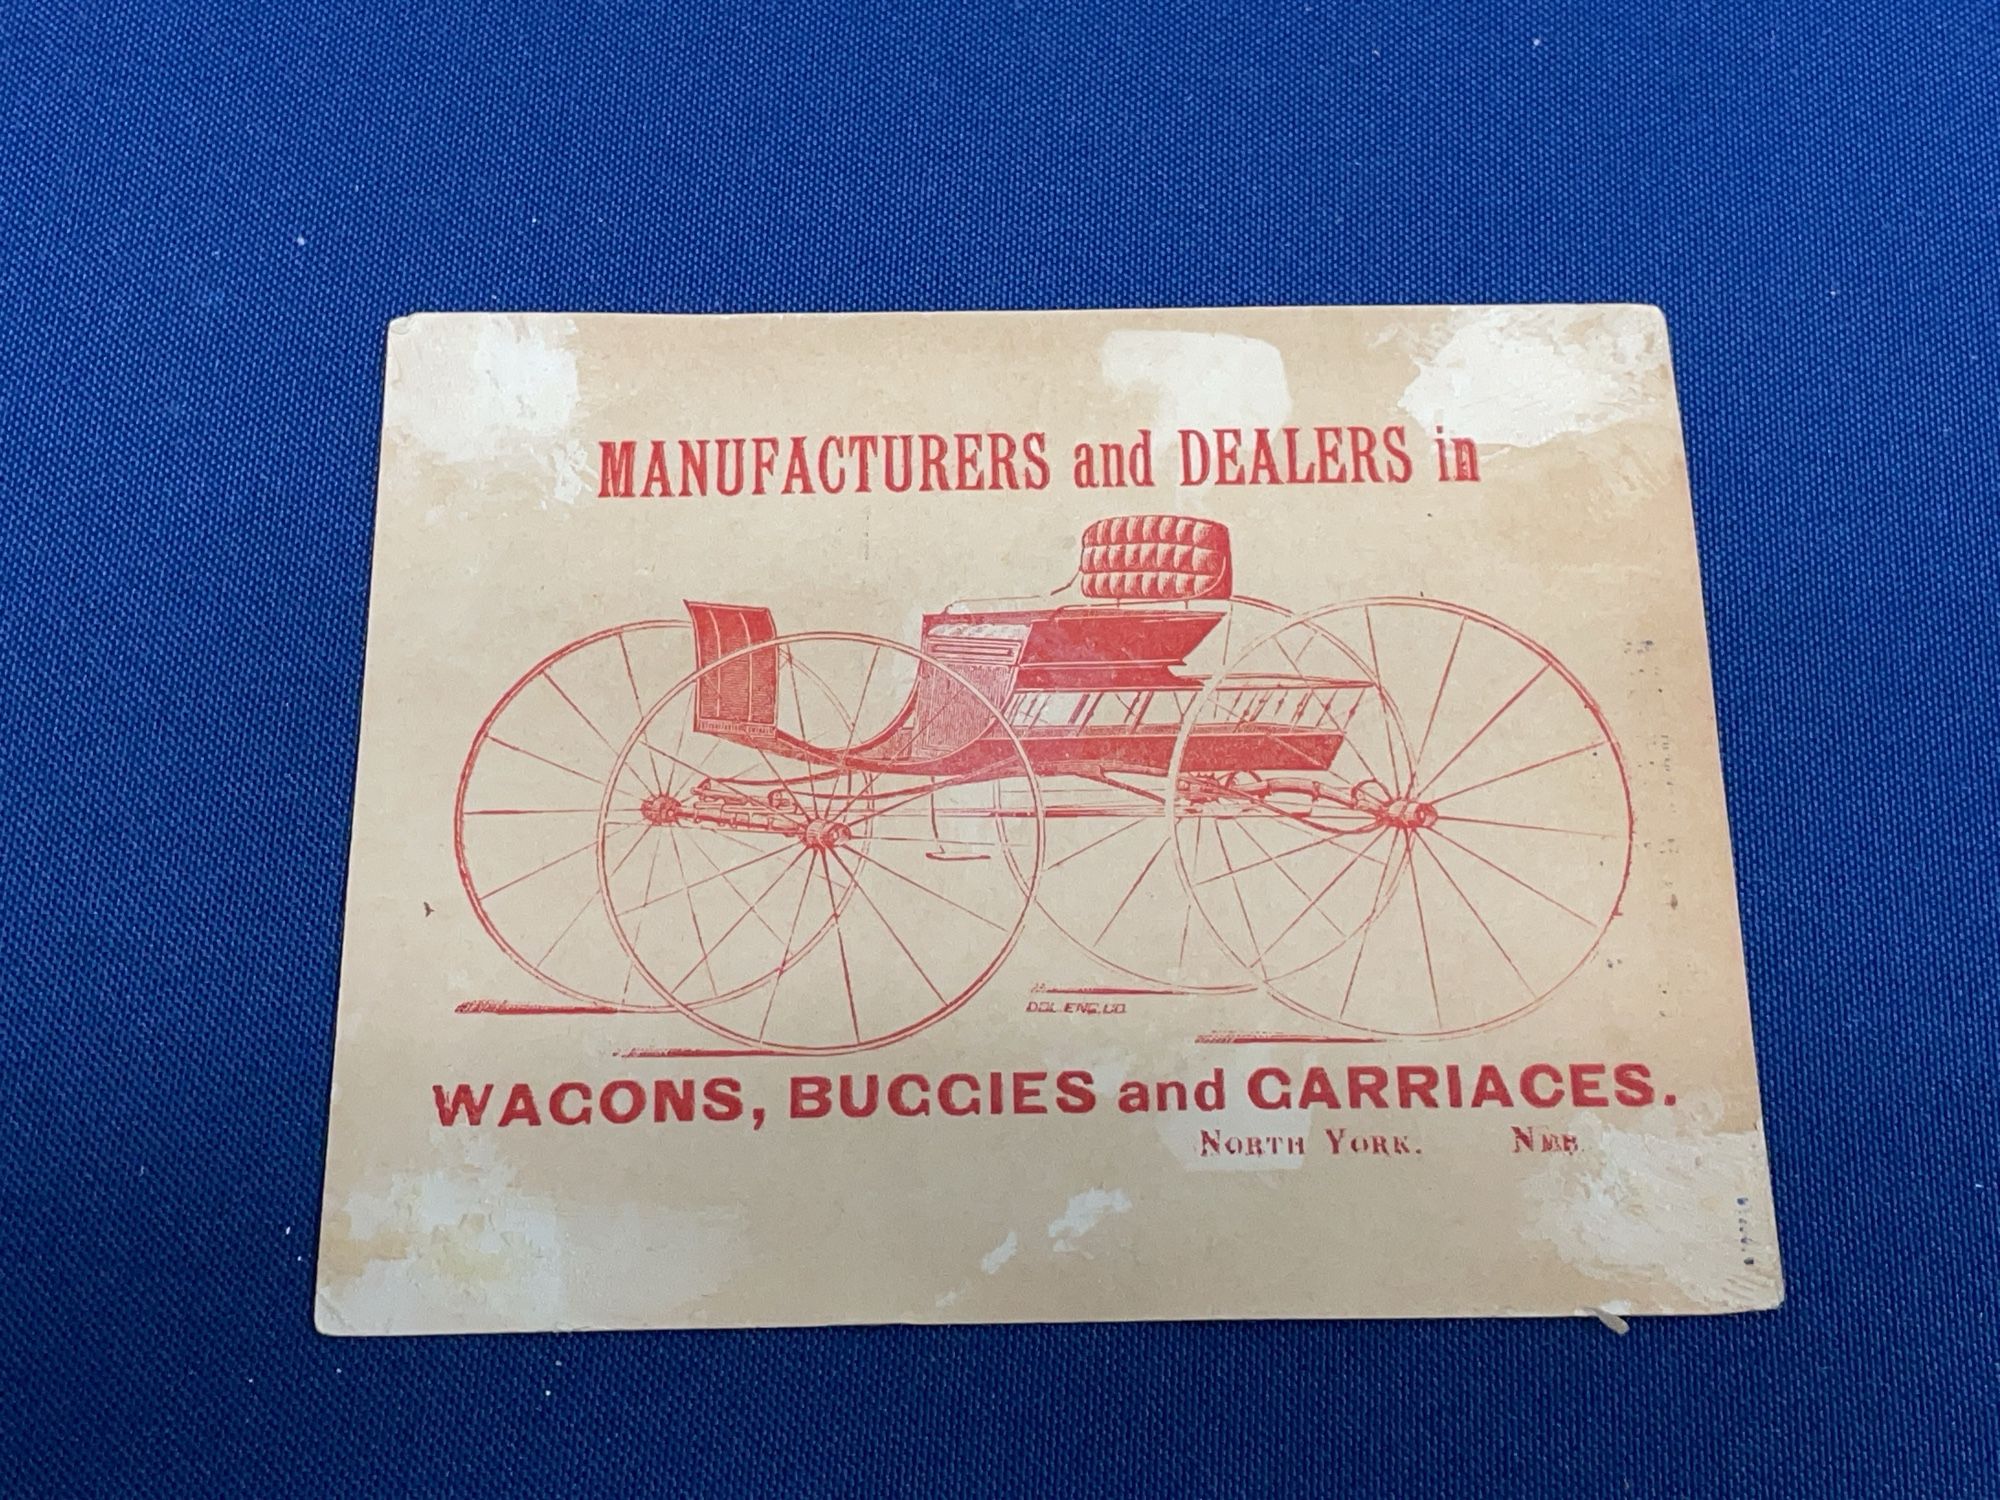 MANUFACTURERS and DEALERS in
WAGONS, BUGGIES and CARRIAGES.
NORTH YORK. NEB.